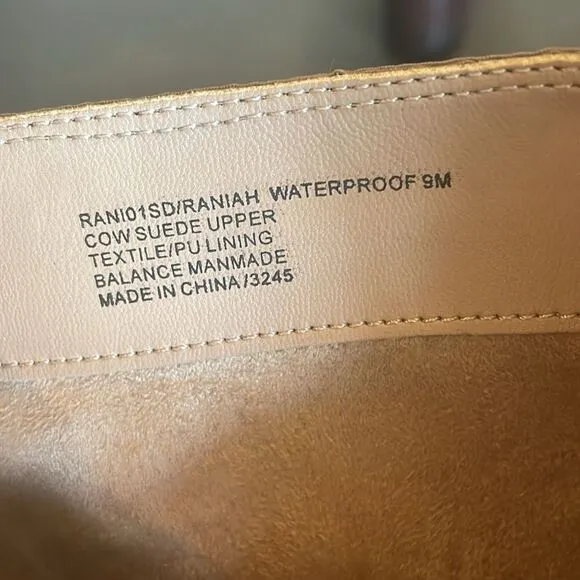 RANI01SD/RANIAH WATERPROOF 9M
COW SUEDE UPPER
TEXTILE/PU LINING
BALANCE MANMADE
MADE IN CHINA/3245